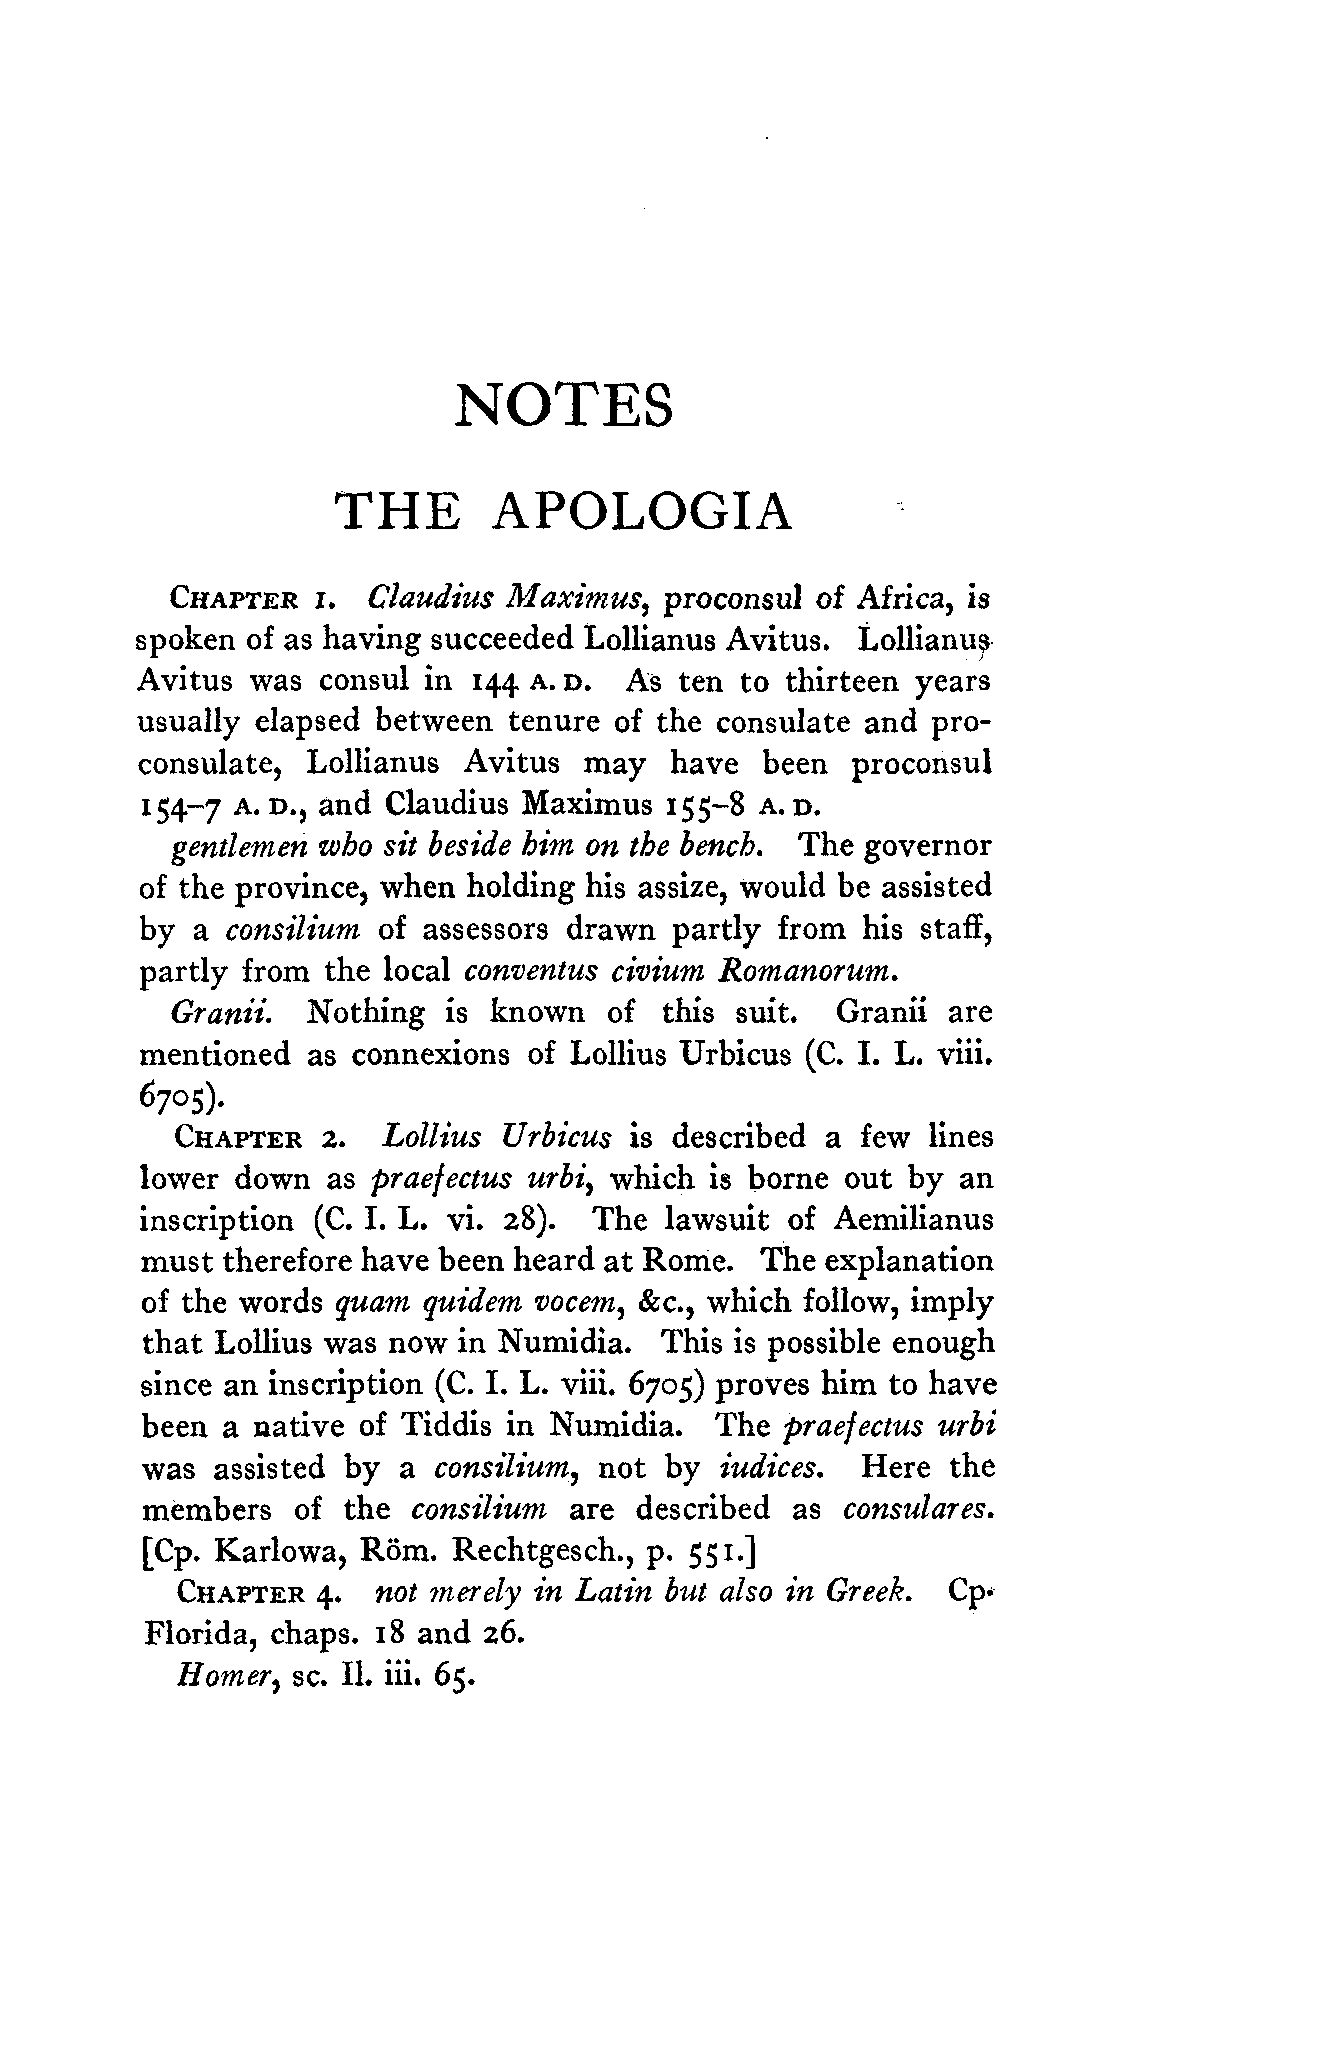 NOTES
THE APOLOGIA
CHAPTER 1. Claudius Maximus, proconsul of Africa, is
spoken of as having succeeded Lollianus Avitus. Lollianus
Avitus was consul in 144 A. D. As ten to thirteen years
usually elapsed between tenure of the consulate and pro-
consulate, Lollianus Avitus may have been proconsul
154–7 A. D., and Claudius Maximus 155–8 A. D.
gentlemen who sit beside him on the bench. The governor
of the province, when holding his assize, would be assisted
by a consilium of assessors drawn partly from his staff,
partly from the local conventus civium Romanorum.
Granii. Nothing is known of this suit. Granii are
mentioned as connexions of Lollius Urbicus (C. I. L. viii.
6705).
CHAPTER 2. Lollius Urbicus is described a few lines
lower down as praefectus urbi, which is borne out by an
inscription (C. I. L. vi. 28). The lawsuit of Aemilianus
must therefore have been heard at Rome. The explanation
of the words quam quidem vocem, &c., which follow, imply
that Lollius was now in Numidia. This is possible enough
since an inscription (C. I. L. viii. 6705) proves him to have
been a native of Tiddis in Numidia. The praefectus urbi
was assisted by a consilium, not by iudices. Here the
members of the consilium are described as consulares.
[Cp. Karlowa, Röm. Rechtgesch., p. 551.]
CHAPTER 4. not merely in Latin but also in Greek. Cp.
Florida, chaps. 18 and 26.
Homer, sc. Il. iii. 65.